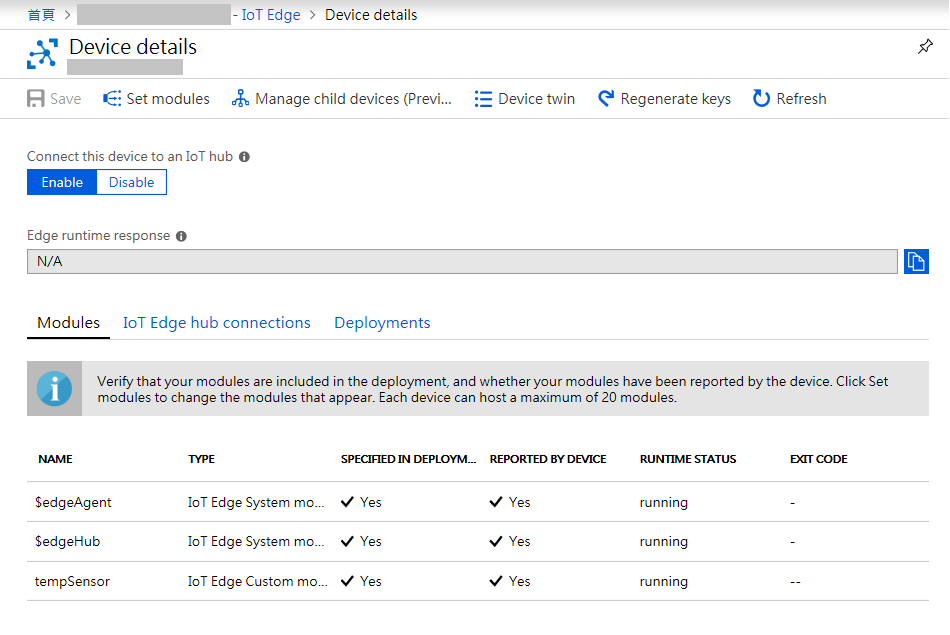 首頁 > - IoT Edge > Device details
Device details
Save Set modules Manage child devices (Previ... Device twin Regenerate keys Refresh
Connect this device to an IoT hub
Enable Disable
Edge runtime response
N/A
Modules IoT Edge hub connections Deployments
Verify that your modules are included in the deployment, and whether your modules have been reported by the device. Click Set
modules to change the modules that appear. Each device can host a maximum of 20 modules.
NAME TYPE SPECIFIED IN DEPLOYM... REPORTED BY DEVICE RUNTIME STATUS EXIT CODE
$edgeAgent IoT Edge System mo... Yes Yes running -
$edgeHub IoT Edge System mo... Yes Yes running -
tempSensor IoT Edge Custom mo... Yes Yes running --